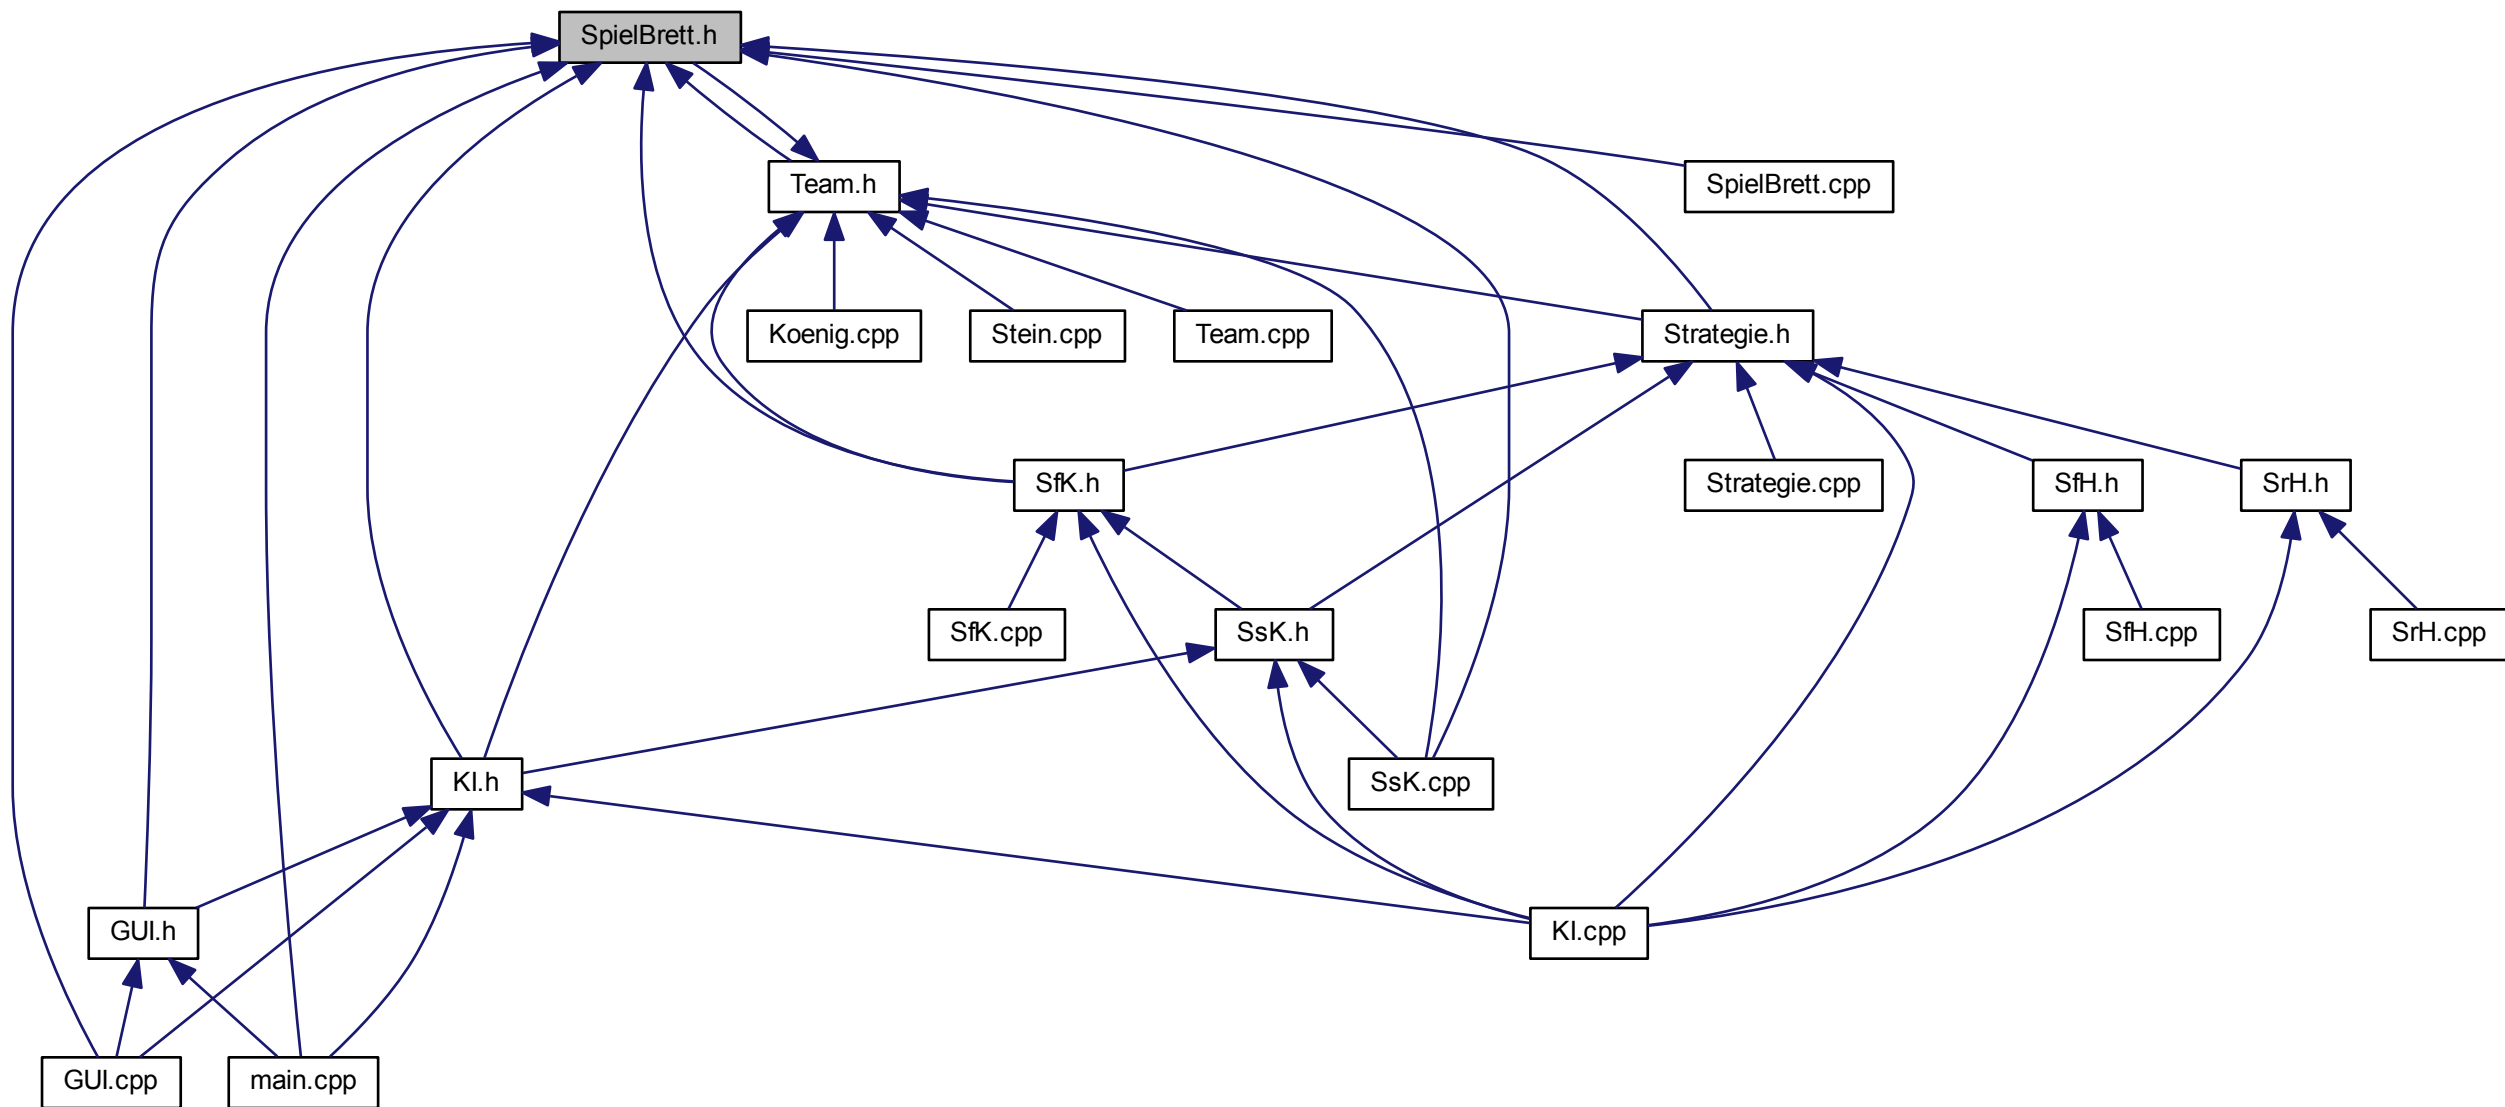 SpielBrett.h
Team.h
SpielBrett.cpp
Koenig.cpp
Stein.cpp
Team.cpp
Strategie.h
SfK.h
Strategie.cpp
SfH.h
SrH.h
SfK.cpp
SsK.h
SfH.cpp
SrH.cpp
KI.h
SsK.cpp
GUI.h
KI.cpp
GUI.cpp
main.cpp